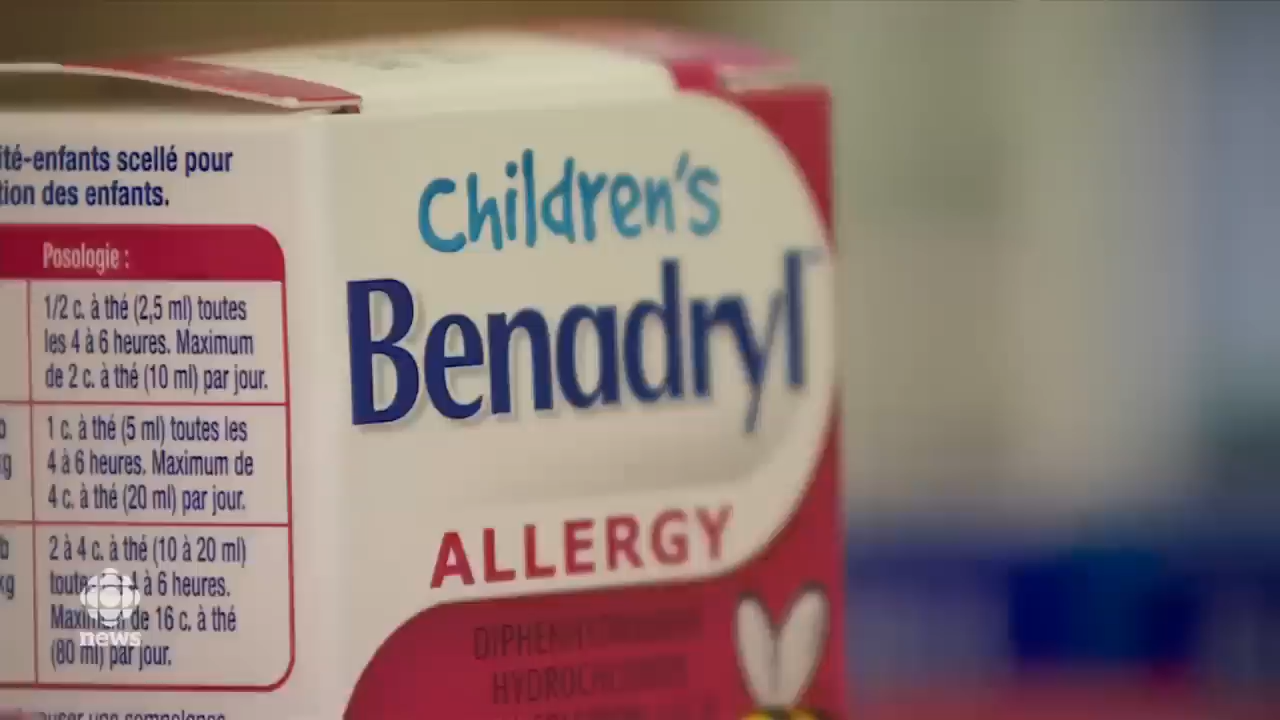 ité-enfants scellé pour
tion des enfants.
Posologie :
1/2 c. à thé (2,5 ml) toutes
les 4 à 6 heures. Maximum
de 2 c. à thé (10 ml) par jour.
1 c. à thé (5 ml) toutes les
4 à 6 heures. Maximum de
4 c. à thé (20 ml) par jour.
2 à 4 c. à thé (10 à 20 ml)
4 à 6 heures.
Maximum de 16 c. à thé
(80 ml) par jour.
Children's
Benadryl
ALLERGY
DIPHENHYDRAMINE
HYDROCHLORIDE
news